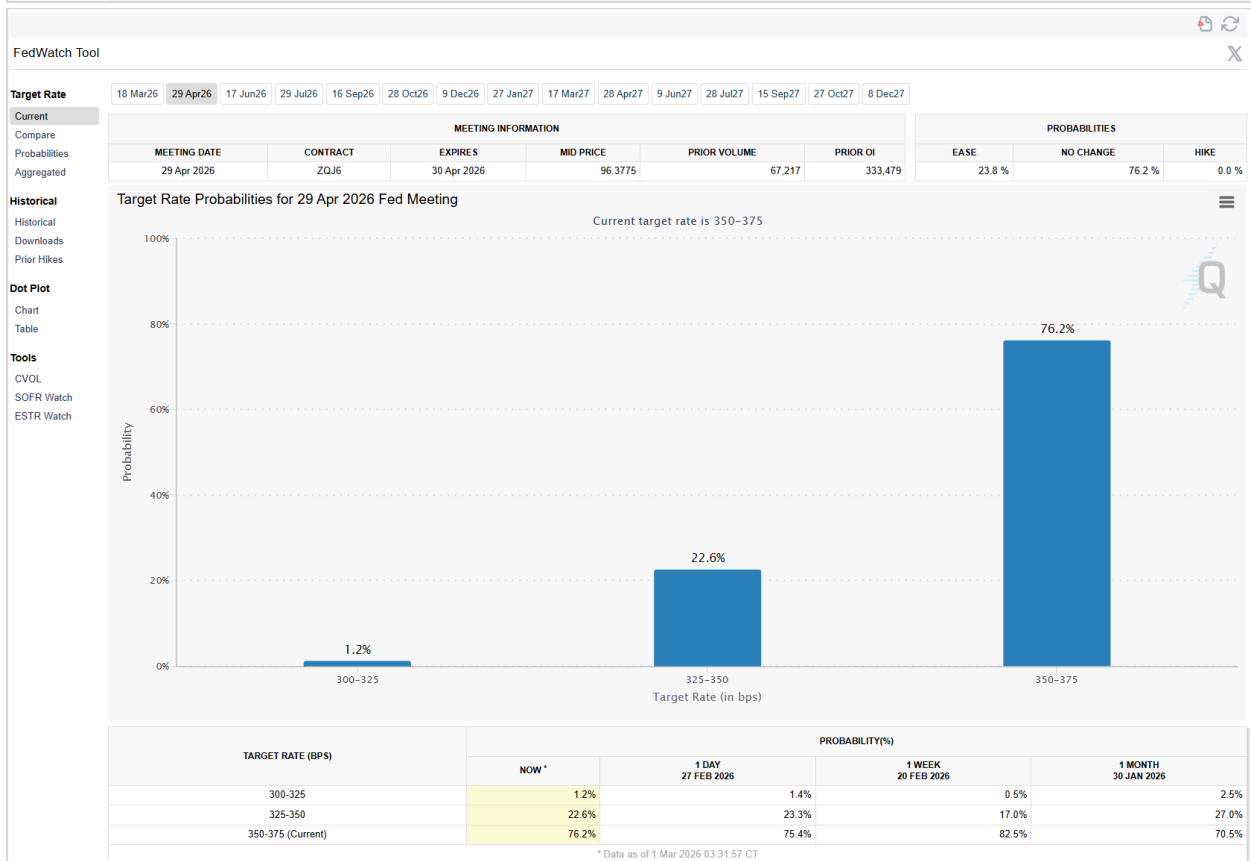 FedWatch Tool
Target Rate
Current
Compare
Probabilities
Aggregated
Historical
Historical
Downloads
Prior Hikes
Dot Plot
Chart
Table
Tools
CVOL
SOFR Watch
ESTR Watch
18 Mar26 29 Apr26 17 Jun26 29 Jul26 16 Sep26 28 Oct26 9 Dec26 27 Jan27 17 Mar27 28 Apr27 9 Jun27 28 Jul27 15 Sep27 27 Oct27 8 Dec27
MEETING INFORMATION
MEETING DATE CONTRACT EXPIRES MID PRICE PRIOR VOLUME PRIOR OI
29 Apr 2026 ZQJ6 30 Apr 2026 96.3775 67,217 333,479
PROBABILITIES
EASE NO CHANGE HIKE
23.8 % 76.2 % 0.0 %
Target Rate Probabilities for 29 Apr 2026 Fed Meeting
Current target rate is 350–375
100%
80%
60%
40%
20%
0%
Probability
1.2%
22.6%
76.2%
Q
300–325 325–350 350–375
Target Rate (in bps)
TARGET RATE (BPS) PROBABILITY(%)
NOW * 1 DAY 1 WEEK 1 MONTH
27 FEB 2026 20 FEB 2026 30 JAN 2026
300-325 1.2% 1.4% 0.5% 2.5%
325-350 22.6% 23.3% 17.0% 27.0%
350-375 (Current) 76.2% 75.4% 82.5% 70.5%
* Data as of 1 Mar 2026 03:31:57 CT